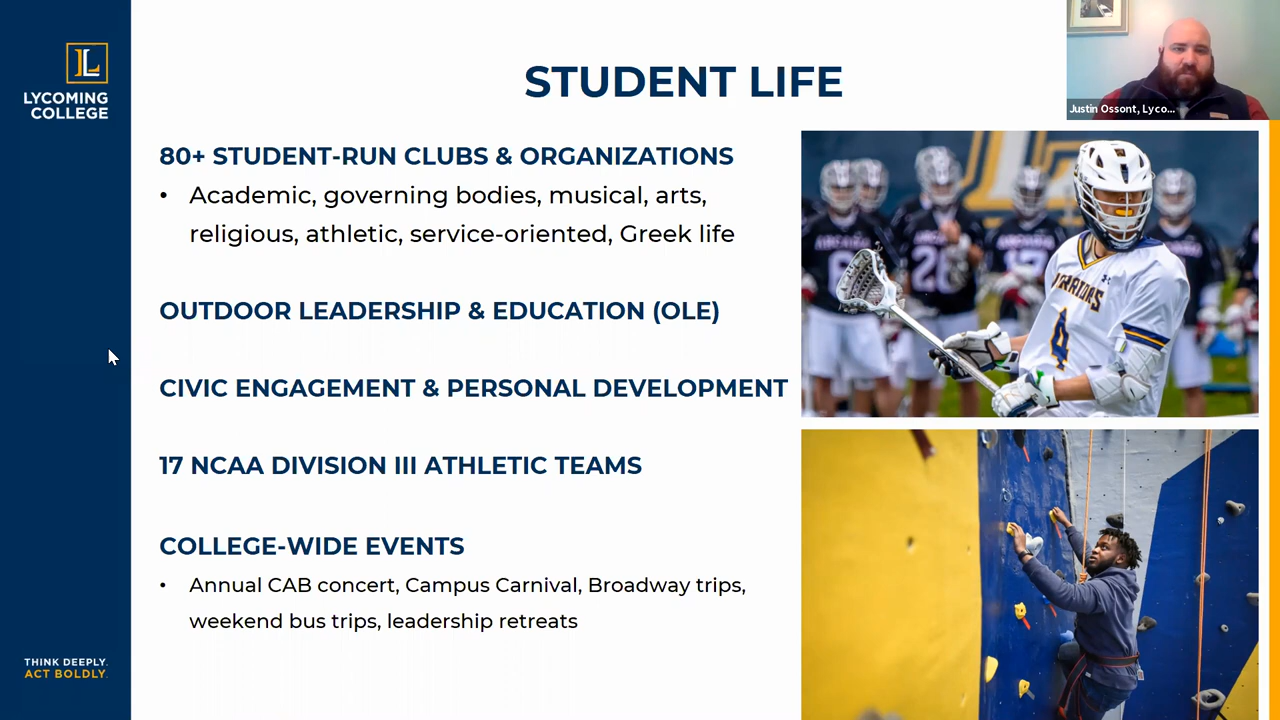 L
LYCOMING
COLLEGE
STUDENT LIFE
Justin Ossont, Lyco...
80+ STUDENT-RUN CLUBS & ORGANIZATIONS
• Academic, governing bodies, musical, arts,
religious, athletic, service-oriented, Greek life
OUTDOOR LEADERSHIP & EDUCATION (OLE)
CIVIC ENGAGEMENT & PERSONAL DEVELOPMENT
17 NCAA DIVISION III ATHLETIC TEAMS
COLLEGE-WIDE EVENTS
• Annual CAB concert, Campus Carnival, Broadway trips,
weekend bus trips, leadership retreats
WARRIORS
4
THINK DEEPLY.
ACT BOLDLY.